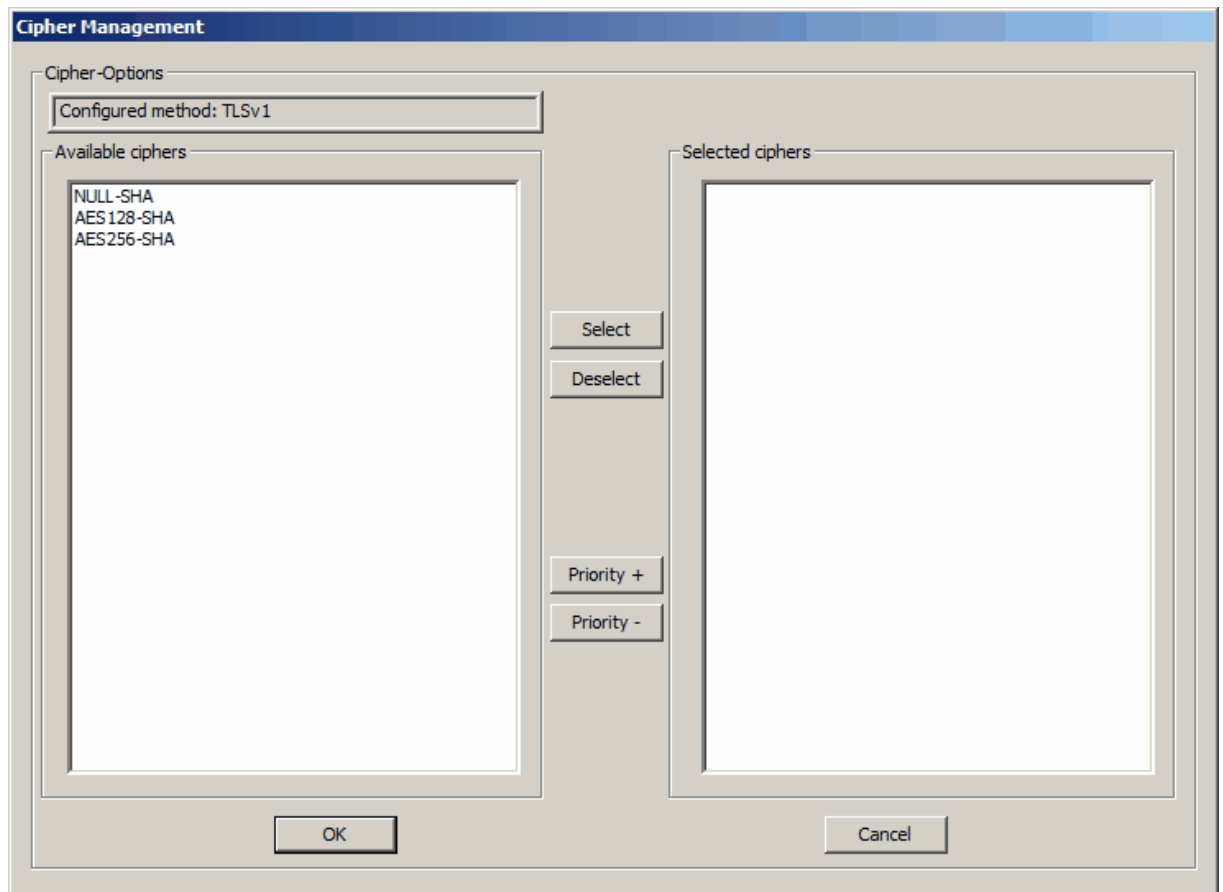 Cipher Management
Cipher-Options
Configured method: TLSv1
Available ciphers
NULL-SHA
AES128-SHA
AES256-SHA
Select
Deselect
Priority +
Priority -
Selected ciphers
OK
Cancel